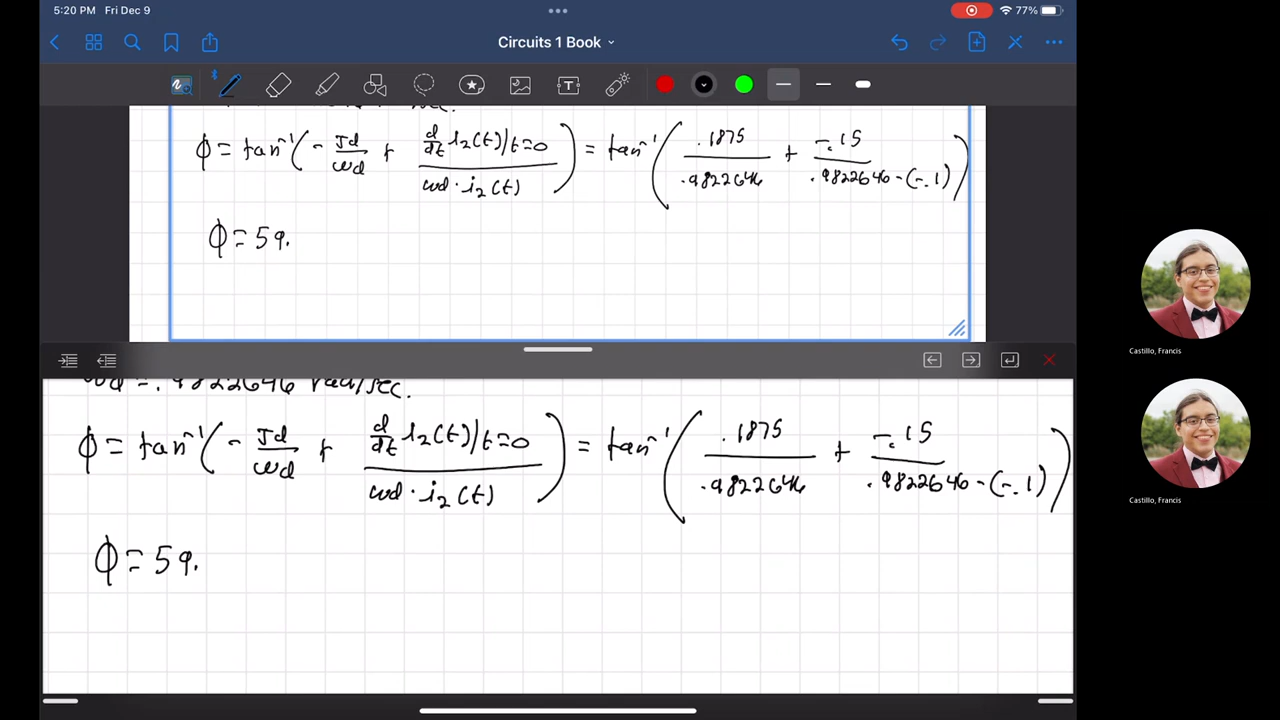 5:20 PM Fri Dec 9
77%
Circuits 1 Book
T
ϕ = tan⁻¹(- σd/ωd + d/dt i₂(t)/t=0 / ωd · i₂(t)) = tan⁻¹(.1875/.9822646 + -.15/.9822646-(-.1))
ϕ = 59.
ωd = .9822646 rad/sec.
ϕ = tan⁻¹(- σd/ωd + d/dt i₂(t)/t=0 / ωd · i₂(t)) = tan⁻¹(.1875/.9822646 + -.15/.9822646-(-.1))
ϕ = 59.
Castillo, Francis
Castillo, Francis